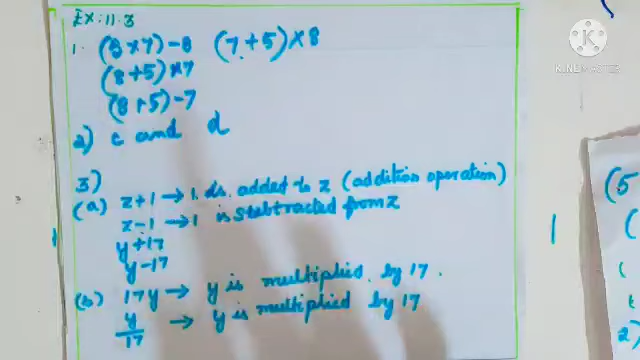 Ex:11.3
1. (8×7)-8 (7+5)×8
(8+5)×7
(8+5)-7
2) c and d
3)
(a) z+1→1 is added to z (addition operation)
z-1→1 is subtracted from z
y+17
y-17
(b) 17y→ y is multiplied by 17.
y/17 → y is multiplied by 17
KINEMASTER
(5
(
(
2)